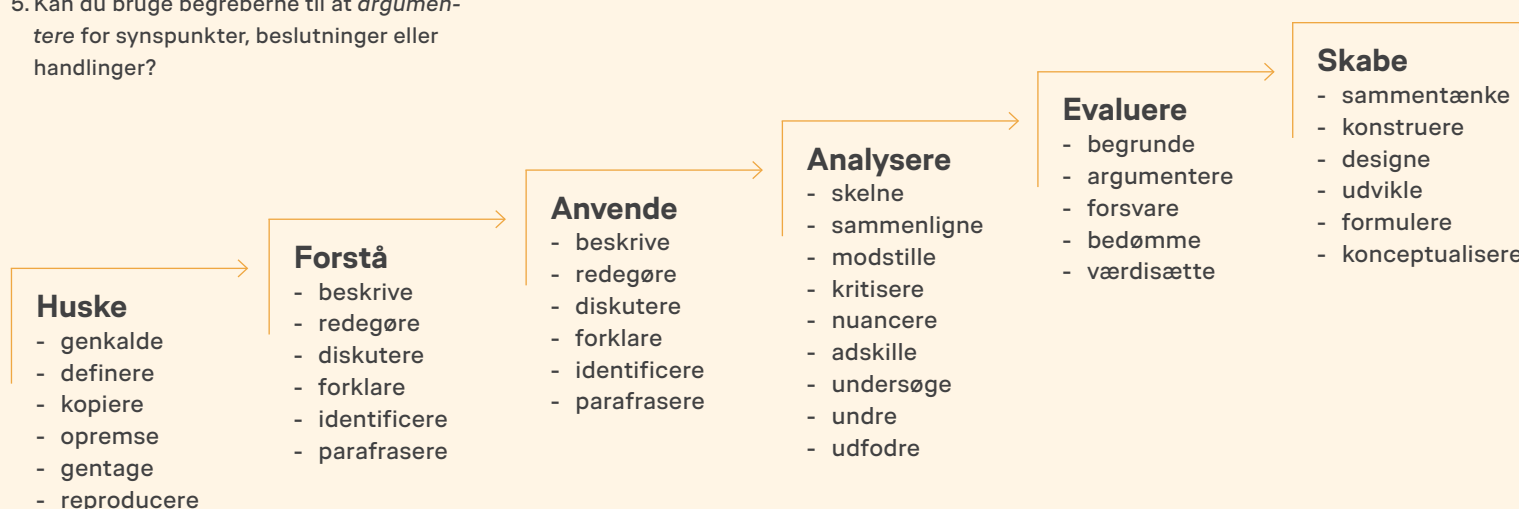 5. Kan du bruge begreberne til at argumen-
tere for synspunkter, beslutninger eller
handlinger?
Huske
- genkalde
- definere
- kopiere
- opremse
- gentage
- reproducere
Forstå
- beskrive
- redegøre
- diskutere
- forklare
- identificere
- parafrasere
Anvende
- beskrive
- redegøre
- diskutere
- forklare
- identificere
- parafrasere
Analysere
- skelne
- sammenligne
- modstille
- kritisere
- nuancere
- adskille
- undersøge
- undre
- udfodre
Evaluere
- begrunde
- argumentere
- forsvare
- bedømme
- værdisætte
Skabe
- sammentænke
- konstruere
- designe
- udvikle
- formulere
- konceptualisere